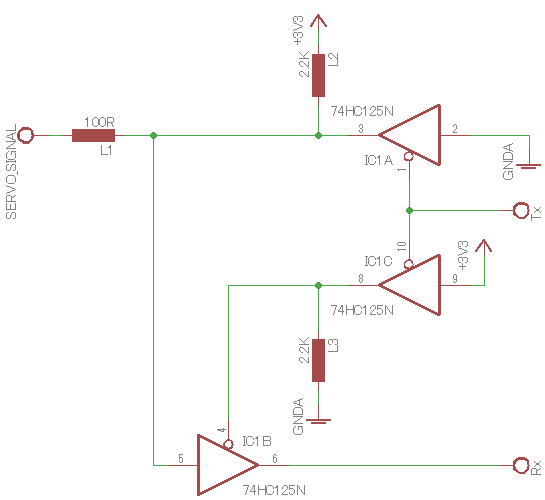 +3V3
2.2K
L2
74HC125N
100R
L1
3
2
IC1A
1
GNDA
SERVO_SIGNAL
Tx
10
IC1C
+3V3
8
9
74HC125N
2.2K
L3
GNDA
4
IC1B
5
6
Rx
74HC125N